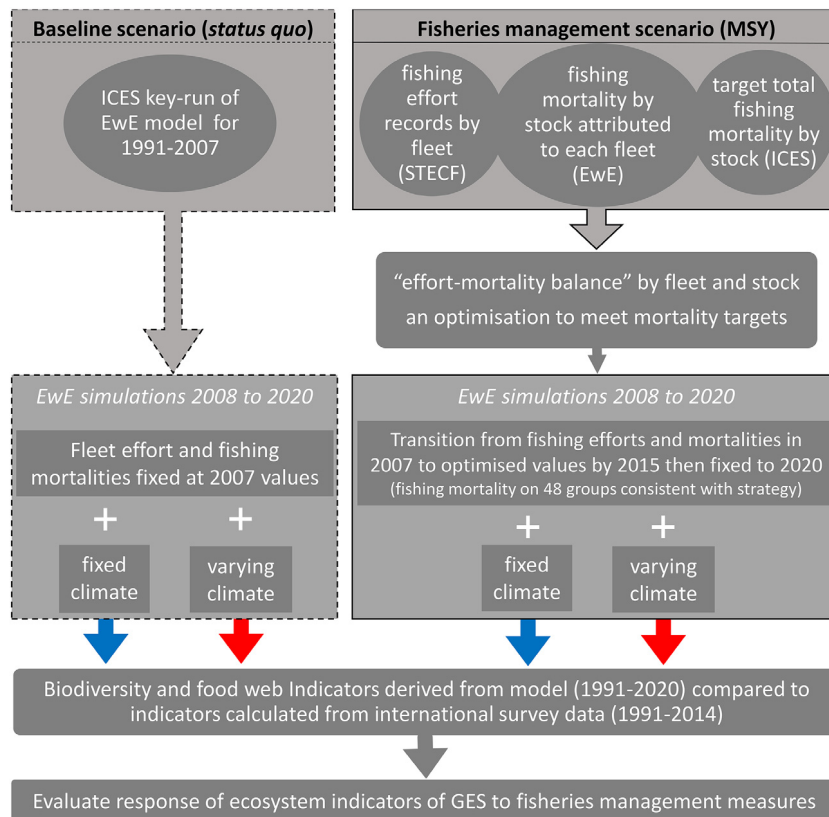 Baseline scenario (status quo)
ICES key-run of
EwE model for
1991-2007
Fisheries management scenario (MSY)
fishing
effort
records by
fleet
(STECF)
fishing
mortality by
stock attributed
to each fleet
(EwE)
target total
fishing
mortality by
stock (ICES)
“effort-mortality balance” by fleet and stock
an optimisation to meet mortality targets
EwE simulations 2008 to 2020
Fleet effort and fishing
mortalities fixed at 2007 values
+ +
fixed
climate
varying
climate
EwE simulations 2008 to 2020
Transition from fishing efforts and mortalities in
2007 to optimised values by 2015 then fixed to 2020
(fishing mortality on 48 groups consistent with strategy)
+ +
fixed
climate
varying
climate
Biodiversity and food web Indicators derived from model (1991-2020) compared to
indicators calculated from international survey data (1991-2014)
Evaluate response of ecosystem indicators of GES to fisheries management measures